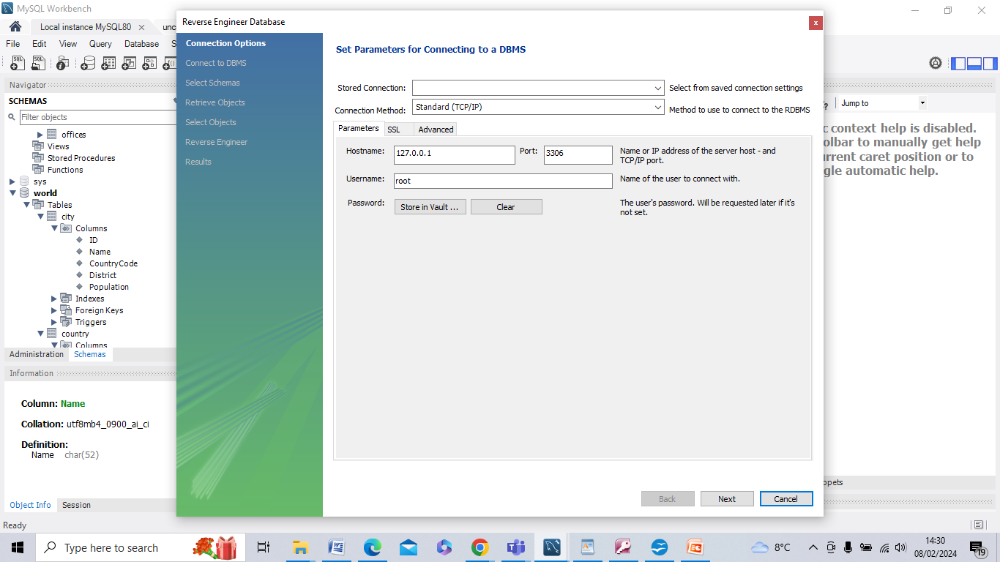 MySQL Workbench
Local instance MySQL80
File Edit View Query Database
SQL SQL
Navigator
SCHEMAS
Filter objects
offices
Views
Stored Procedures
Functions
sys
world
Tables
city
Columns
ID
Name
CountryCode
District
Population
Indexes
Foreign Keys
Triggers
country
Columns
Administration Schemas
Information
Column: Name
Collation: utf8mb4_0900_ai_ci
Definition:
Name char(52)
Object Info Session
Ready
Reverse Engineer Database
x
Connection Options
Connect to DBMS
Select Schemas
Retrieve Objects
Select Objects
Reverse Engineer
Results
Set Parameters for Connecting to a DBMS
Stored Connection: Select from saved connection settings
Connection Method: Standard (TCP/IP) Method to use to connect to the RDBMS
Parameters SSL Advanced
Hostname: 127.0.0.1 Port: 3306 Name or IP address of the server host - and
TCP/IP port.
Username: root Name of the user to connect with.
Password: Store in Vault ... Clear The user's password. Will be requested later if it's
not set.
Back Next Cancel
Jump to
context help is disabled.
to manually get help
caret position or to
automatic help.
Type here to search
8°C
14:30
08/02/2024
19